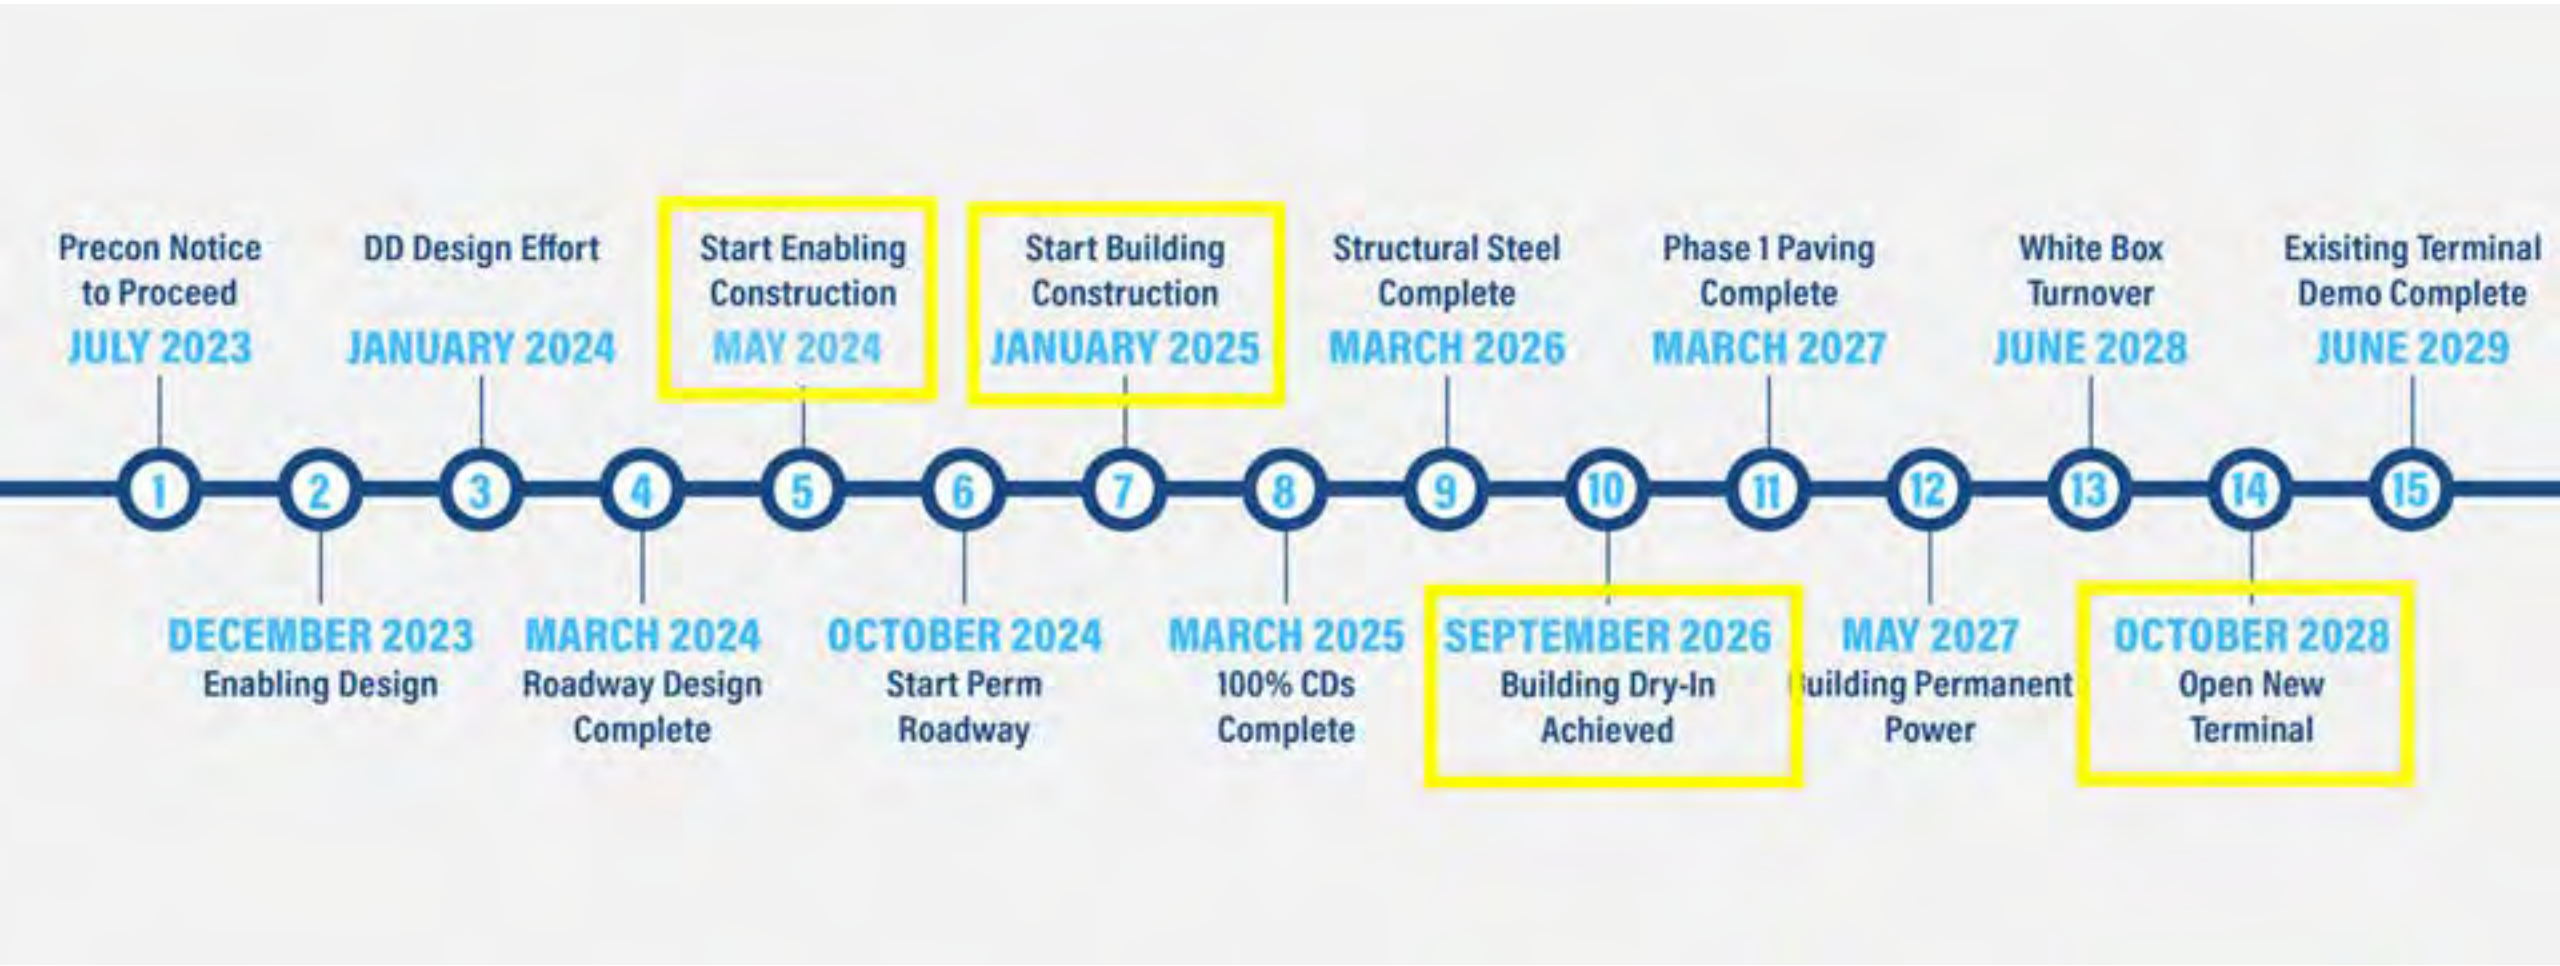 Precon Notice
to Proceed
JULY 2023
DD Design Effort
JANUARY 2024
Start Enabling
Construction
MAY 2024
Start Building
Construction
JANUARY 2025
Structural Steel
Complete
MARCH 2026
Phase 1 Paving
Complete
MARCH 2027
White Box
Turnover
JUNE 2028
Exisiting Terminal
Demo Complete
JUNE 2029
1 2 3 4 5 6 7 8 9 10 11 12 13 14 15
DECEMBER 2023
Enabling Design
MARCH 2024
Roadway Design
Complete
OCTOBER 2024
Start Perm
Roadway
MARCH 2025
100% CDs
Complete
SEPTEMBER 2026
Building Dry-In
Achieved
MAY 2027
Building Permanent
Power
OCTOBER 2028
Open New
Terminal